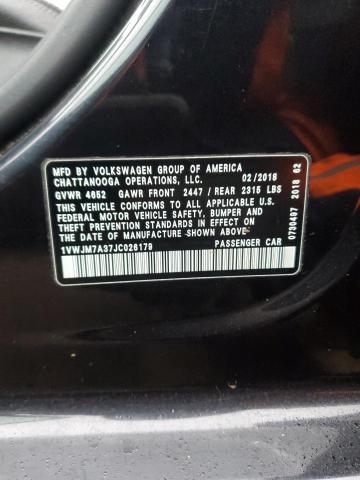 MFD BY VOLKSWAGEN GROUP OF AMERICA
CHATTANOOGA OPERATIONS, LLC. 02/2018
GVWR 4652 GAWR FRONT 2447 / REAR 2315 LBS
THIS VEHICLE CONFORMS TO ALL APPLICABLE U.S.
FEDERAL MOTOR VEHICLE SAFETY, BUMPER AND
THEFT PREVENTION STANDARDS IN EFFECT ON
THE DATE OF MANUFACTURE SHOWN ABOVE
1VWJM7A37JC026179 PASSENGER CAR
0730497 2018 02